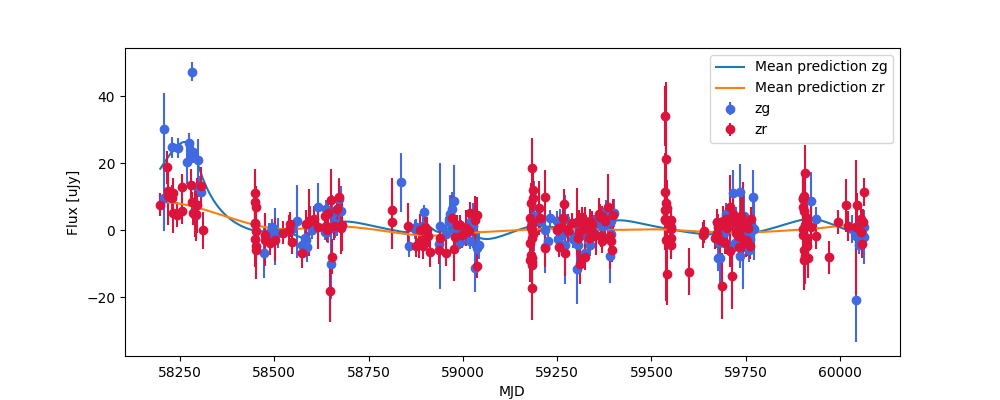 Mean prediction zg
Mean prediction zr
zg
zr
Flux [uJy]
40
20
0
−20
58250
58500
58750
59000
59250
59500
59750
60000
MJD